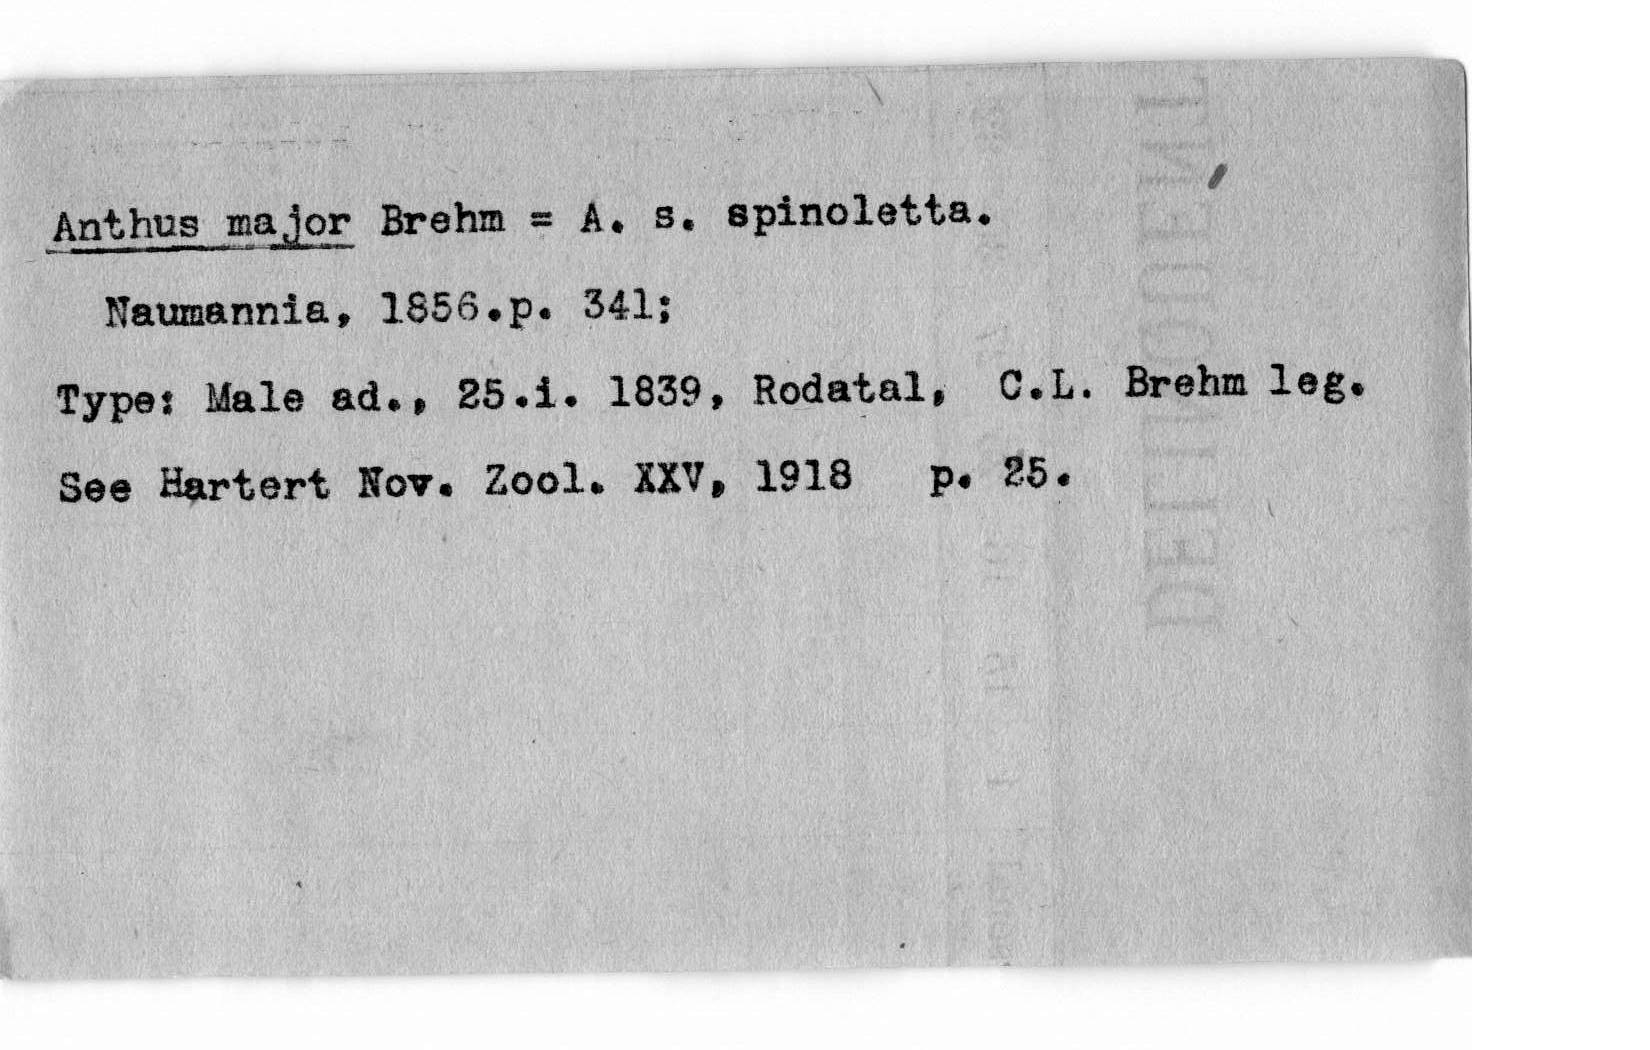 Anthus major Brehm = A. s. spinoletta.
Naumannia, 1856.p. 341;
Type: Male ad., 25.i. 1839, Rodatal, C.L. Brehm leg.
See Hartert Nov. Zool. XXV, 1918 p. 25.